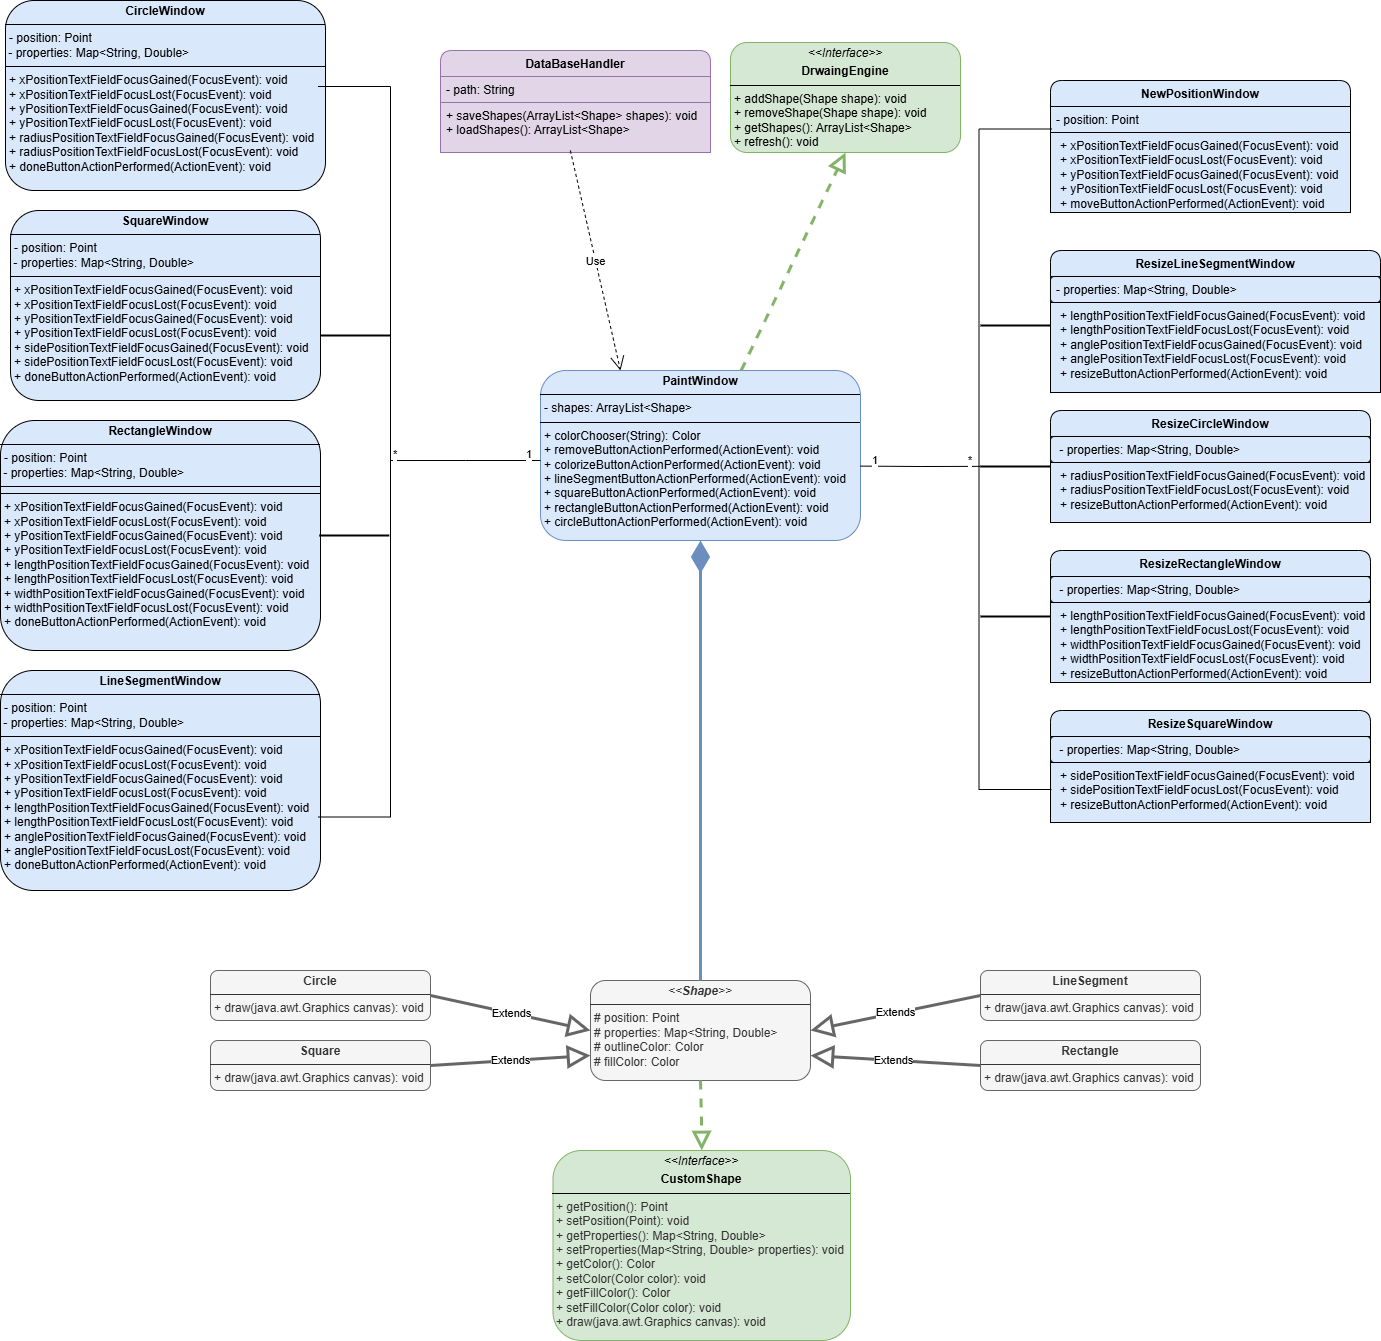 CircleWindow
- position: Point
- properties: Map<String, Double>
+ xPositionTextFieldFocusGained(FocusEvent): void
+ xPositionTextFieldFocusLost(FocusEvent): void
+ yPositionTextFieldFocusGained(FocusEvent): void
+ yPositionTextFieldFocusLost(FocusEvent): void
+ radiusPositionTextFieldFocusGained(FocusEvent): void
+ radiusPositionTextFieldFocusLost(FocusEvent): void
+ doneButtonActionPerformed(ActionEvent): void
SquareWindow
- position: Point
- properties: Map<String, Double>
+ xPositionTextFieldFocusGained(FocusEvent): void
+ xPositionTextFieldFocusLost(FocusEvent): void
+ yPositionTextFieldFocusGained(FocusEvent): void
+ yPositionTextFieldFocusLost(FocusEvent): void
+ sidePositionTextFieldFocusGained(FocusEvent): void
+ sidePositionTextFieldFocusLost(FocusEvent): void
+ doneButtonActionPerformed(ActionEvent): void
RectangleWindow
- position: Point
- properties: Map<String, Double>
+ xPositionTextFieldFocusGained(FocusEvent): void
+ xPositionTextFieldFocusLost(FocusEvent): void
+ yPositionTextFieldFocusGained(FocusEvent): void
+ yPositionTextFieldFocusLost(FocusEvent): void
+ lengthPositionTextFieldFocusGained(FocusEvent): void
+ lengthPositionTextFieldFocusLost(FocusEvent): void
+ widthPositionTextFieldFocusGained(FocusEvent): void
+ widthPositionTextFieldFocusLost(FocusEvent): void
+ doneButtonActionPerformed(ActionEvent): void
LineSegmentWindow
- position: Point
- properties: Map<String, Double>
+ xPositionTextFieldFocusGained(FocusEvent): void
+ xPositionTextFieldFocusLost(FocusEvent): void
+ yPositionTextFieldFocusGained(FocusEvent): void
+ yPositionTextFieldFocusLost(FocusEvent): void
+ lengthPositionTextFieldFocusGained(FocusEvent): void
+ lengthPositionTextFieldFocusLost(FocusEvent): void
+ anglePositionTextFieldFocusGained(FocusEvent): void
+ anglePositionTextFieldFocusLost(FocusEvent): void
+ doneButtonActionPerformed(ActionEvent): void
DataBaseHandler
- path: String
+ saveShapes(ArrayList<Shape> shapes): void
+ loadShapes(): ArrayList<Shape>
Use
<<Interface>>
DrwaingEngine
+ addShape(Shape shape): void
+ removeShape(Shape shape): void
+ getShapes(): ArrayList<Shape>
+ refresh(): void
* 1
PaintWindow
- shapes: ArrayList<Shape>
+ colorChooser(String): Color
+ removeButtonActionPerformed(ActionEvent): void
+ colorizeButtonActionPerformed(ActionEvent): void
+ lineSegmentButtonActionPerformed(ActionEvent): void
+ squareButtonActionPerformed(ActionEvent): void
+ rectangleButtonActionPerformed(ActionEvent): void
+ circleButtonActionPerformed(ActionEvent): void
1 *
NewPositionWindow
- position: Point
+ xPositionTextFieldFocusGained(FocusEvent): void
+ xPositionTextFieldFocusLost(FocusEvent): void
+ yPositionTextFieldFocusGained(FocusEvent): void
+ yPositionTextFieldFocusLost(FocusEvent): void
+ moveButtonActionPerformed(ActionEvent): void
ResizeLineSegmentWindow
- properties: Map<String, Double>
+ lengthPositionTextFieldFocusGained(FocusEvent): void
+ lengthPositionTextFieldFocusLost(FocusEvent): void
+ anglePositionTextFieldFocusGained(FocusEvent): void
+ anglePositionTextFieldFocusLost(FocusEvent): void
+ resizeButtonActionPerformed(ActionEvent): void
ResizeCircleWindow
- properties: Map<String, Double>
+ radiusPositionTextFieldFocusGained(FocusEvent): void
+ radiusPositionTextFieldFocusLost(FocusEvent): void
+ resizeButtonActionPerformed(ActionEvent): void
ResizeRectangleWindow
- properties: Map<String, Double>
+ lengthPositionTextFieldFocusGained(FocusEvent): void
+ lengthPositionTextFieldFocusLost(FocusEvent): void
+ widthPositionTextFieldFocusGained(FocusEvent): void
+ widthPositionTextFieldFocusLost(FocusEvent): void
+ resizeButtonActionPerformed(ActionEvent): void
ResizeSquareWindow
- properties: Map<String, Double>
+ sidePositionTextFieldFocusGained(FocusEvent): void
+ sidePositionTextFieldFocusLost(FocusEvent): void
+ resizeButtonActionPerformed(ActionEvent): void
Circle
+ draw(java.awt.Graphics canvas): void
Extends
Square
+ draw(java.awt.Graphics canvas): void
Extends
<<Shape>>
# position: Point
# properties: Map<String, Double>
# outlineColor: Color
# fillColor: Color
Extends
LineSegment
+ draw(java.awt.Graphics canvas): void
Extends
Rectangle
+ draw(java.awt.Graphics canvas): void
<<Interface>>
CustomShape
+ getPosition(): Point
+ setPosition(Point): void
+ getProperties(): Map<String, Double>
+ setProperties(Map<String, Double> properties): void
+ getColor(): Color
+ setColor(Color color): void
+ getFillColor(): Color
+ setFillColor(Color color): void
+ draw(java.awt.Graphics canvas): void